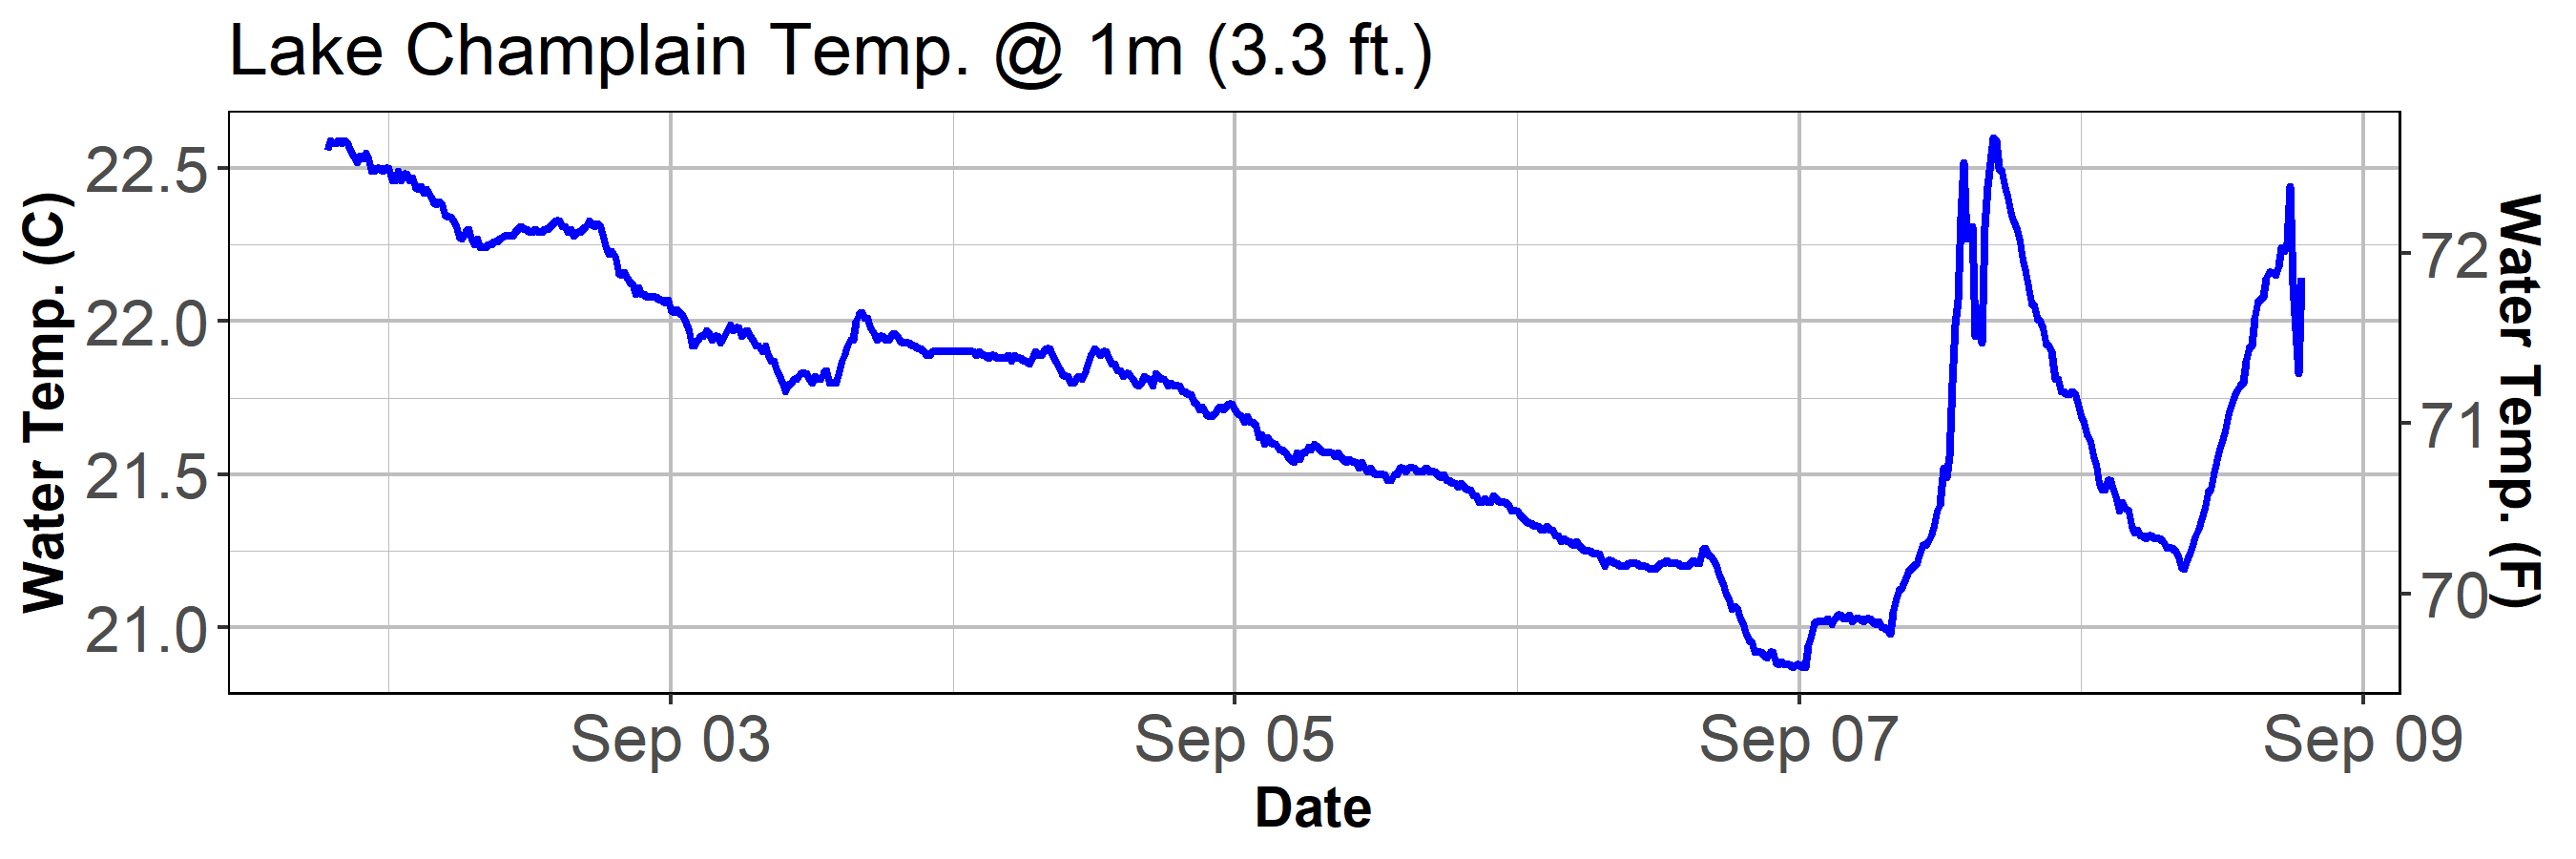 Lake Champlain Temp. @ 1m (3.3 ft.)
Water Temp. (C)
22.5
22.0
21.5
21.0
72
71
70
Water Temp. (F)
Sep 03
Sep 05
Sep 07
Sep 09
Date